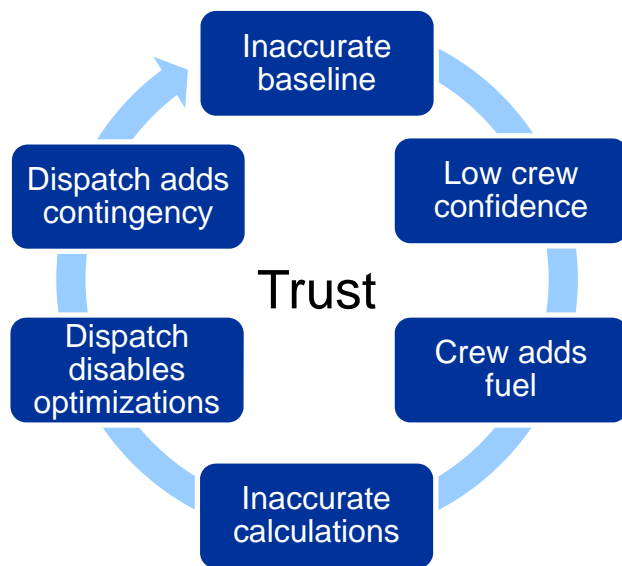 Inaccurate
baseline
Low crew
confidence
Crew adds
fuel
Inaccurate
calculations
Dispatch
disables
optimizations
Dispatch adds
contingency
Trust